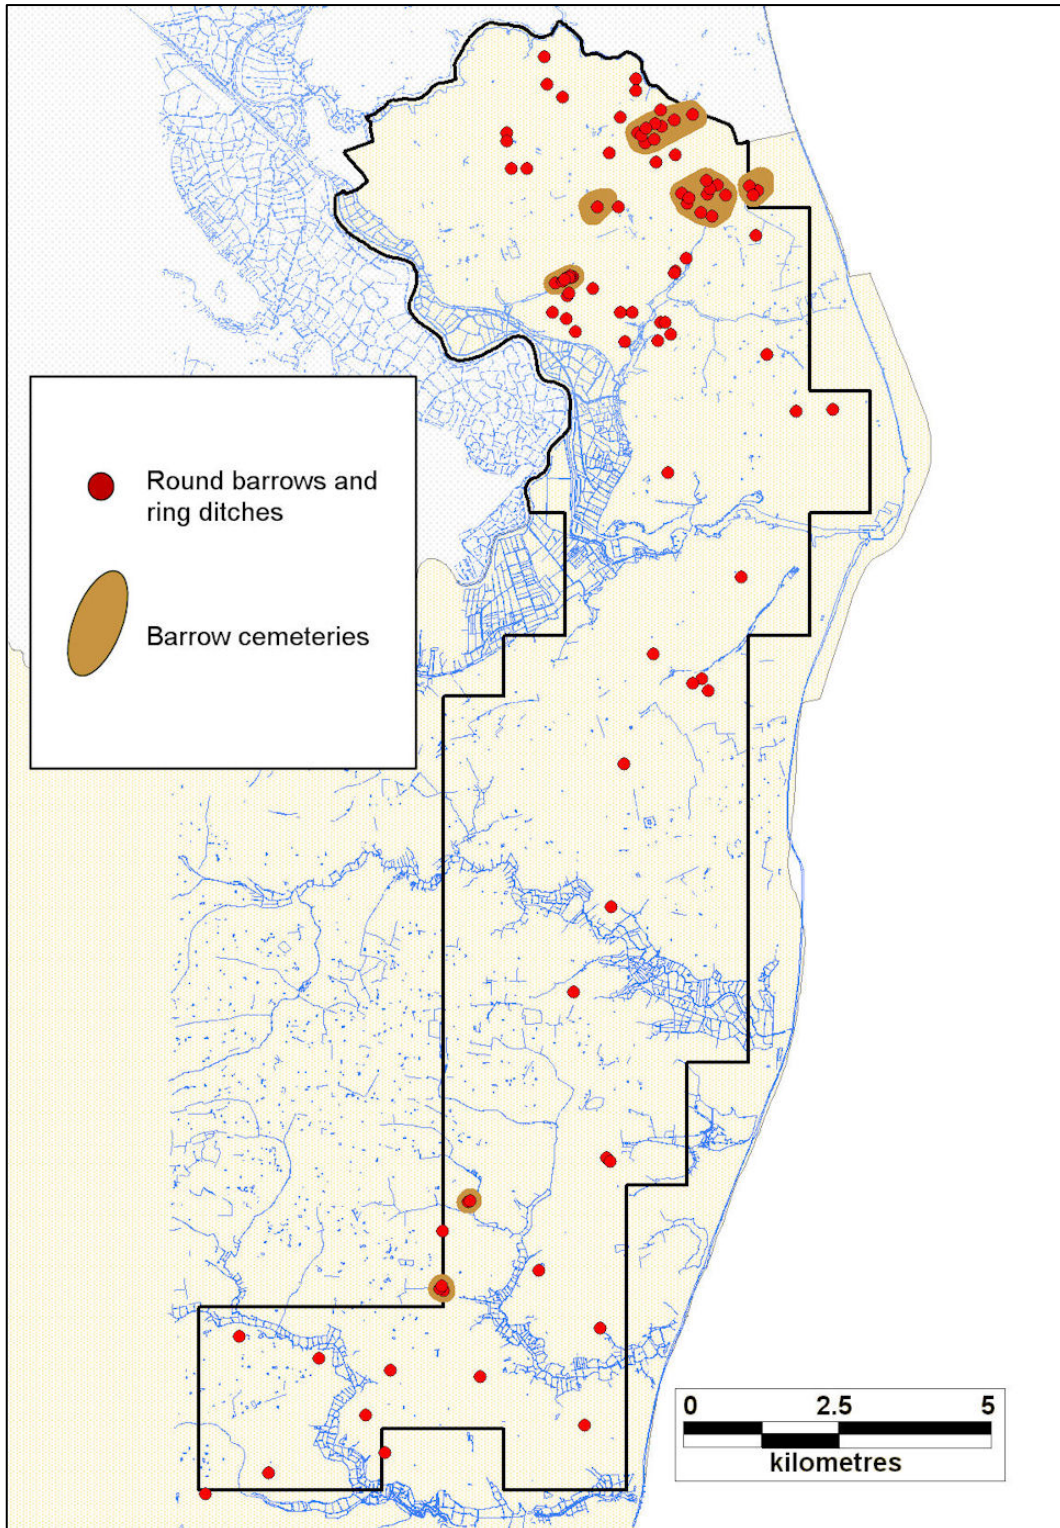 Round barrows and
ring ditches
Barrow cemeteries
0 2.5 5
kilometres